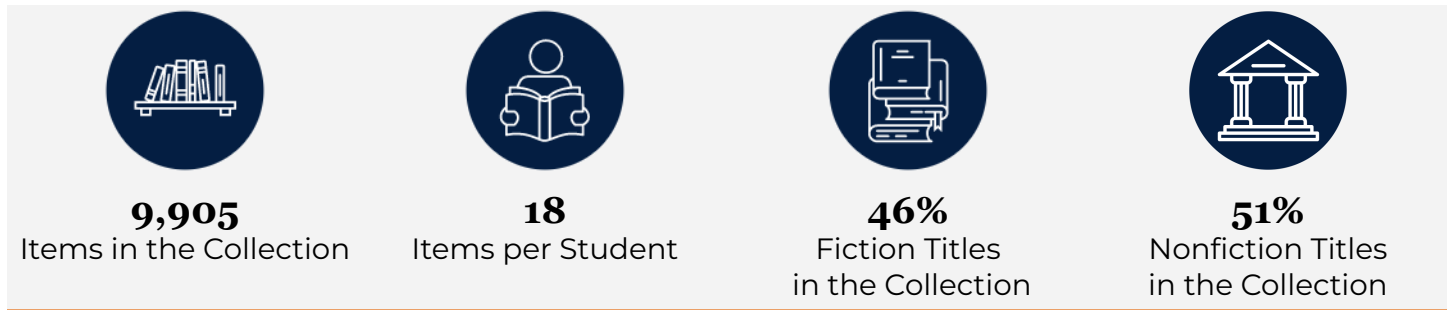 9,905
Items in the Collection
18
Items per Student
46%
Fiction Titles
in the Collection
51%
Nonfiction Titles
in the Collection